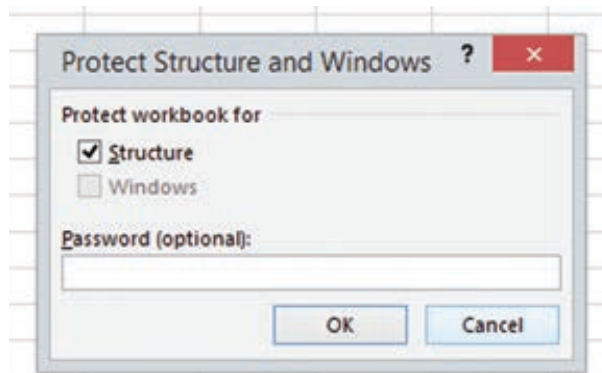 Protect Structure and Windows ?
Protect workbook for
Structure
Windows
Password (optional):
OK Cancel